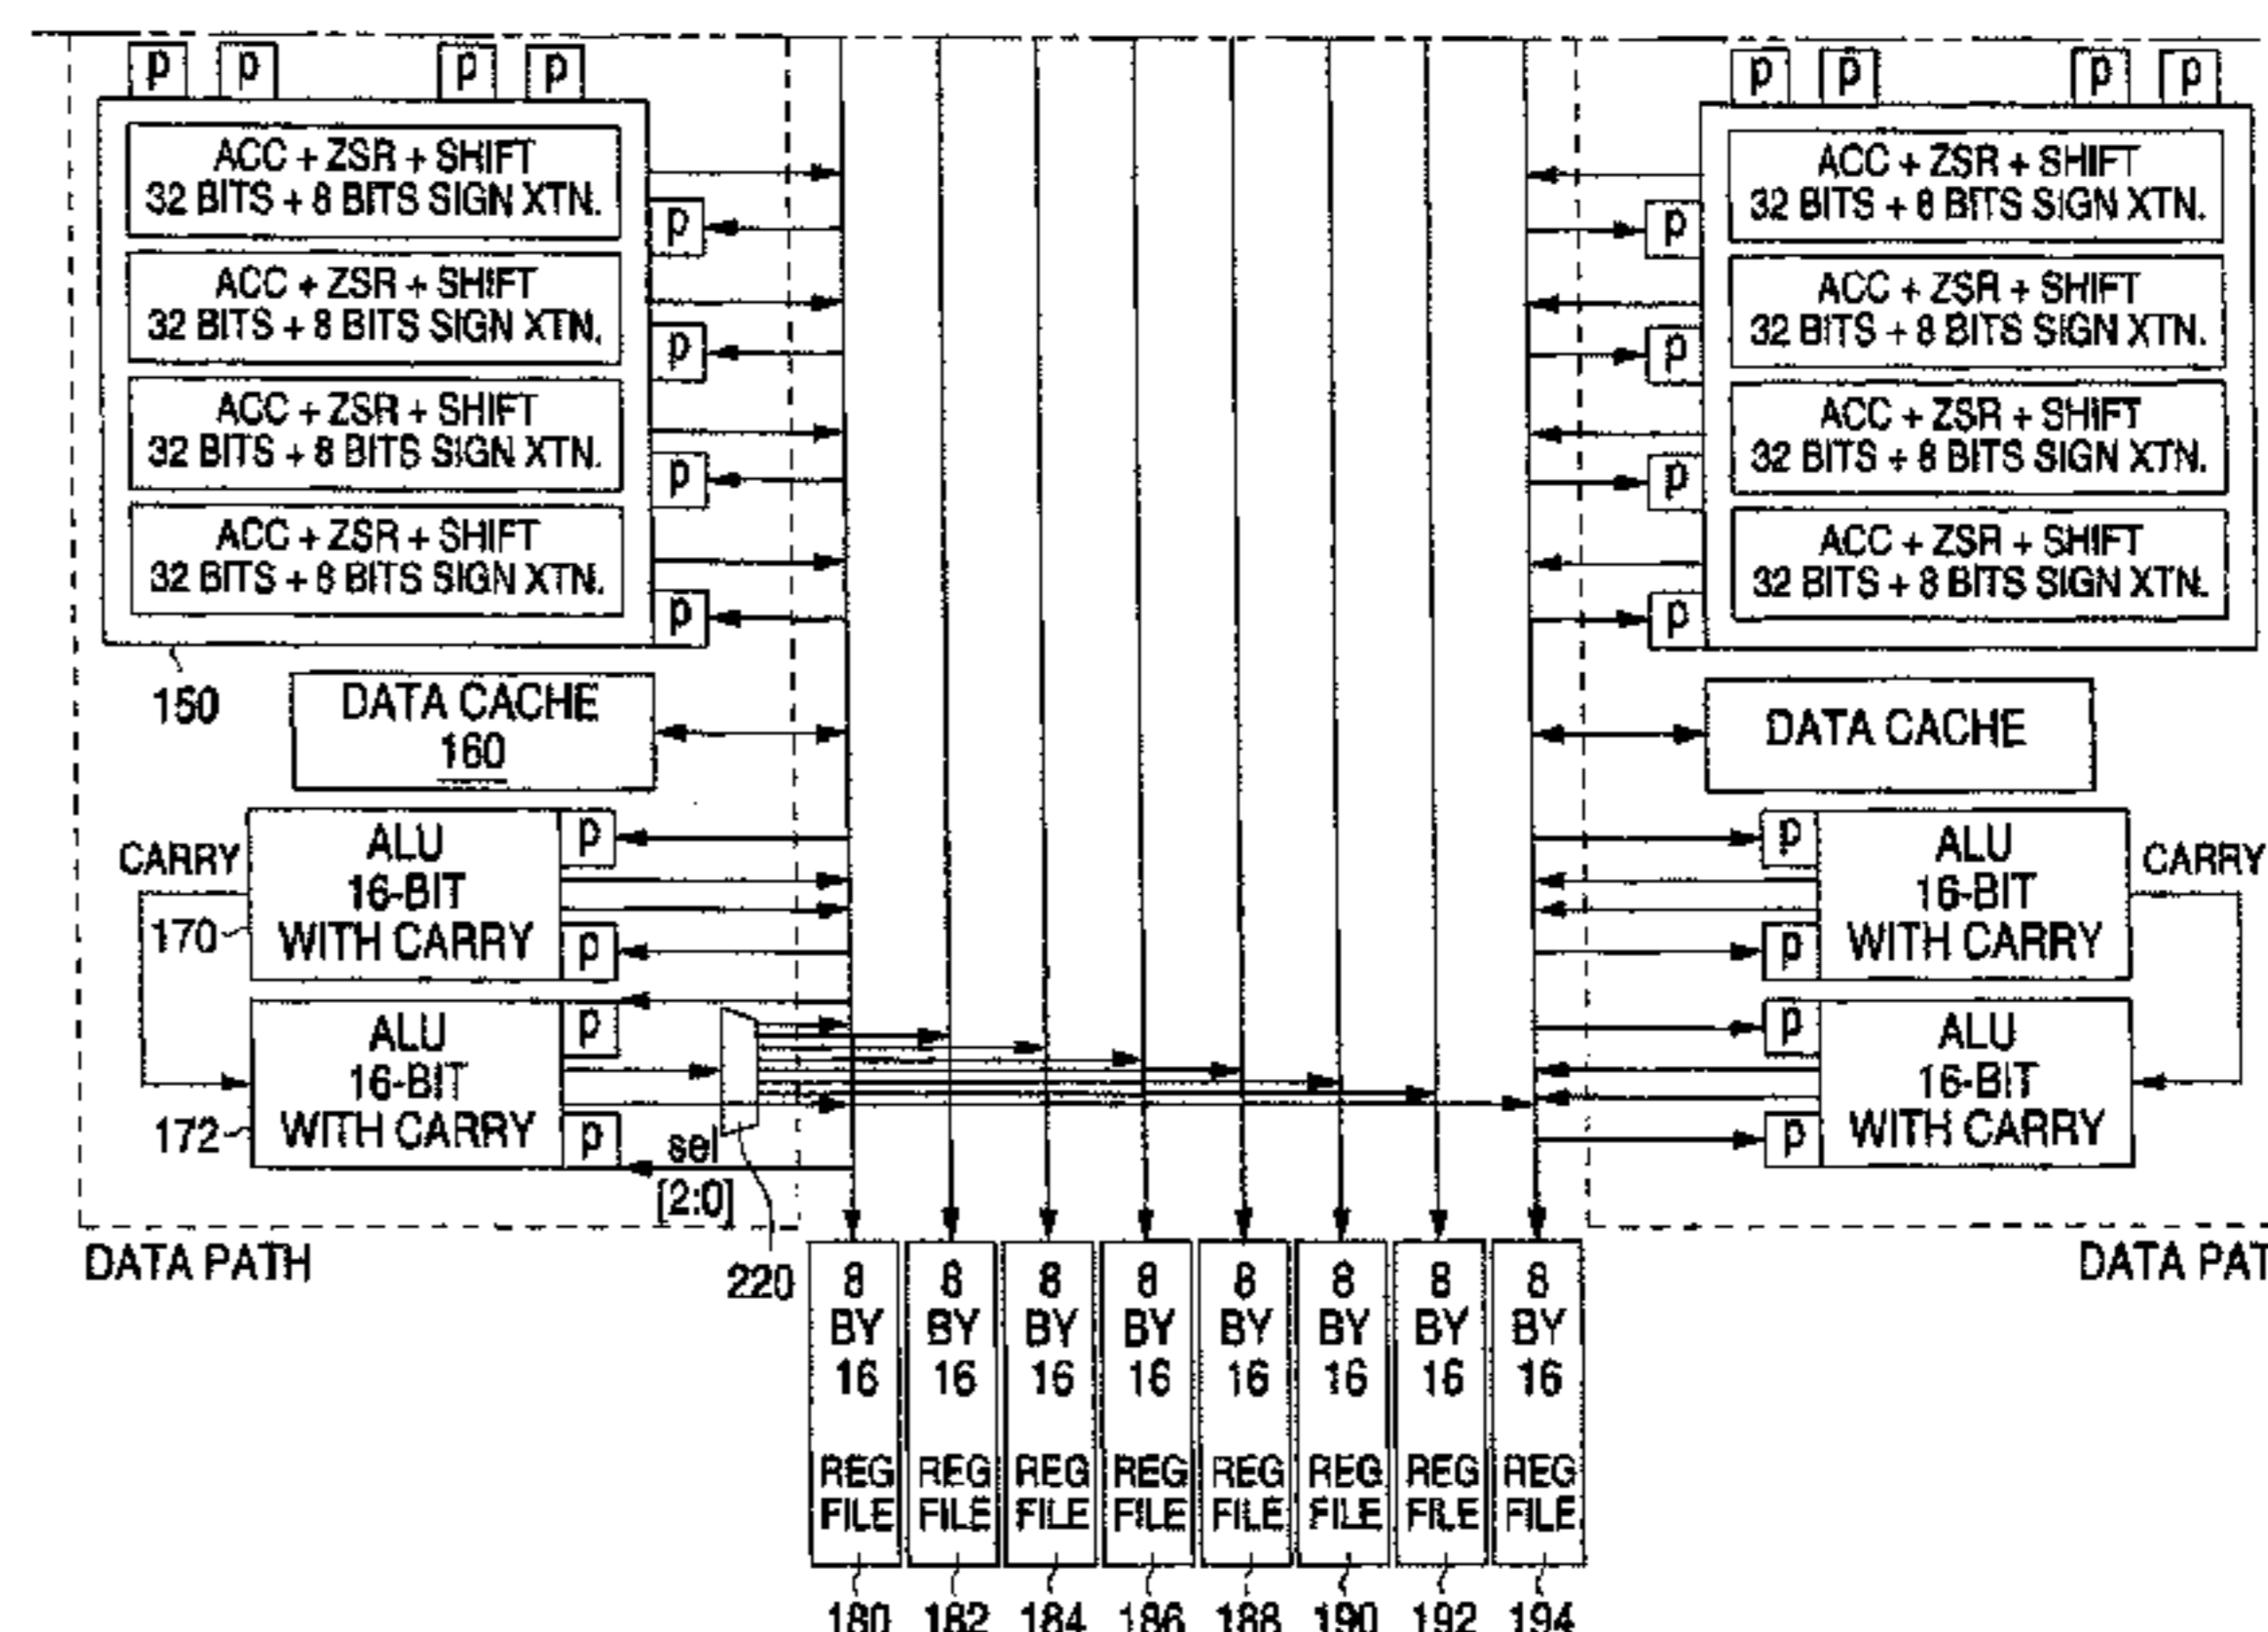 p p p p
ACC + ZSR + SHIFT
32 BITS + 8 BITS SIGN XTN.
p
ACC + ZSR + SHIFT
32 BITS + 8 BITS SIGN XTN.
p
ACC + ZSR + SHIFT
32 BITS + 8 BITS SIGN XTN.
p
ACC + ZSR + SHIFT
32 BITS + 8 BITS SIGN XTN.
p
150
DATA CACHE
160
CARRY
ALU
16-BIT
WITH CARRY
p
p
170
ALU
16-BIT
WITH CARRY
p
p
172
sel
[2:0]
220
DATA PATH
p p p p
ACC + ZSR + SHIFT
32 BITS + 8 BITS SIGN XTN.
p
ACC + ZSR + SHIFT
32 BITS + 8 BITS SIGN XTN.
p
ACC + ZSR + SHIFT
32 BITS + 8 BITS SIGN XTN.
p
ACC + ZSR + SHIFT
32 BITS + 8 BITS SIGN XTN.
p
DATA CACHE
p
p
ALU
16-BIT
WITH CARRY
CARRY
p
p
ALU
16-BIT
WITH CARRY
DATA PAT
8 8 8 8 8 8 8 8
BY BY BY BY BY BY BY BY
16 16 16 16 16 16 16 16
REG REG REG REG REG REG REG REG
FILE FILE FILE FILE FILE FILE FILE FILE
180 182 184 186 188 190 192 194